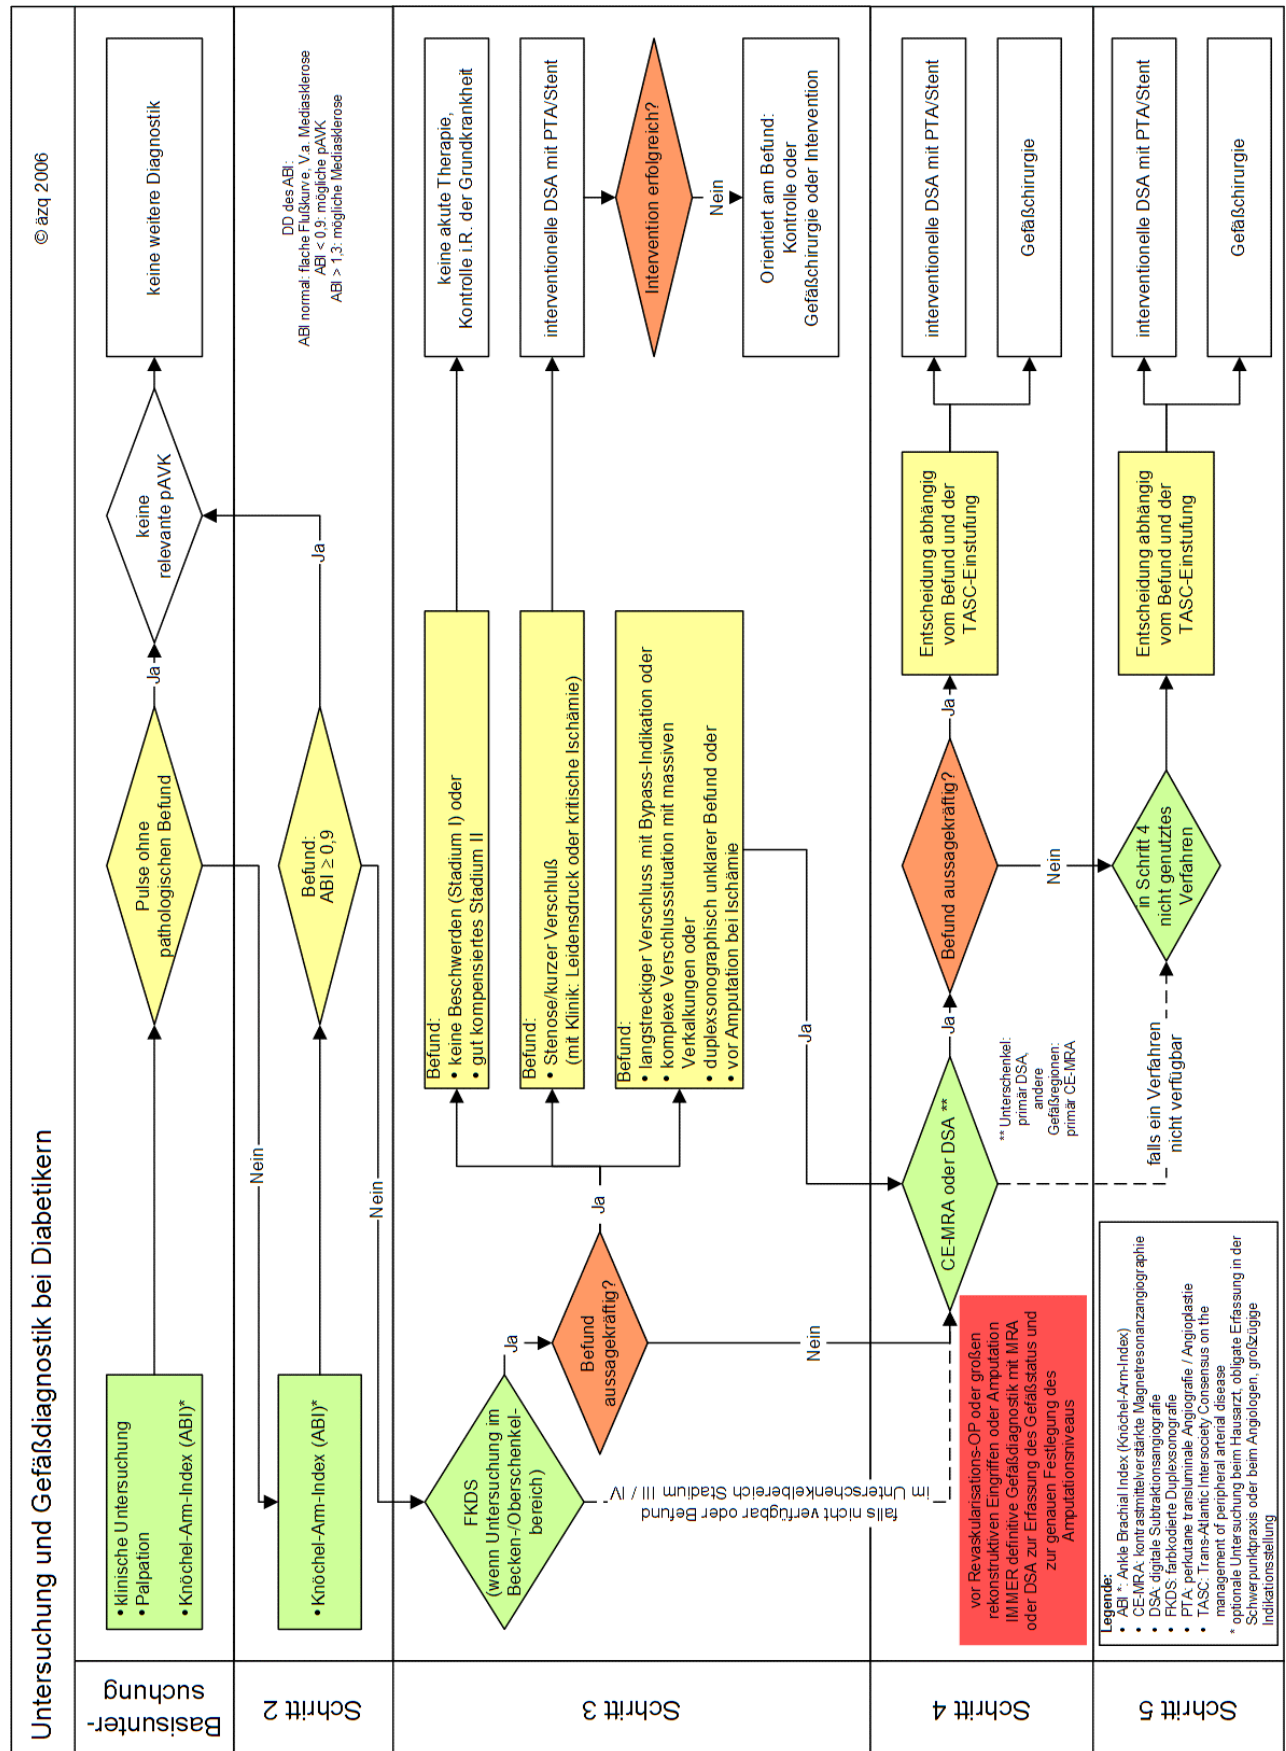 Untersuchung und Gefäßdiagnostik bei Diabetikern
© äzq 2006
Basisunter-
suchung
• klinische Untersuchung
• Palpation
• Knöchel-Arm-Index (ABI)*
Pulse ohne
pathologischen Befund
Ja
keine
relevante pAVK
keine weitere Diagnostik
Nein
Schritt 2
• Knöchel-Arm-Index (ABI)*
Befund:
ABI ≥ 0,9
Ja
Nein
DD des ABI:
ABI normal: flache Flußkurve, V.a. Mediasklerose
ABI < 0,9: mögliche pAVK
ABI > 1,3: mögliche Mediasklerose
Schritt 3
FKDS
(wenn Untersuchung im
Becken-/Oberschenkel-
bereich)
Ja
Befund
aussagekräftig?
Ja
Nein
falls nicht verfügbar oder Befund
im Unterschenkelbereich Stadium III / IV
Befund:
• keine Beschwerden (Stadium I) oder
• gut kompensiertes Stadium II
keine akute Therapie,
Kontrolle i.R. der Grundkrankheit
Befund:
• Stenose/kurzer Verschluß
(mit Klinik: Leidensdruck oder kritische Ischämie)
interventionelle DSA mit PTA/Stent
Intervention erfolgreich?
Nein
Orientiert am Befund:
Kontrolle oder
Gefäßchirurgie oder Intervention
Befund:
• langstreckiger Verschluss mit Bypass-Indikation oder
• komplexe Verschlusssituation mit massiven
Verkalkungen oder
• duplexsonographisch unklarer Befund oder
• vor Amputation bei Ischämie
Ja
Schritt 4
vor Revaskularisations-OP oder großen
rekonstruktiven Eingriffen oder Amputation
IMMER definitive Gefäßdiagnostik mit MRA
oder DSA zur Erfassung des Gefäßstatus und
zur genauen Festlegung des
Amputationsniveaus
CE-MRA oder DSA **
** Unterschenkel:
primär DSA,
andere
Gefäßregionen:
primär CE-MRA
Ja
Befund aussagekräftig?
Ja
Nein
Entscheidung abhängig
vom Befund und der
TASC-Einstufung
interventionelle DSA mit PTA/Stent
Gefäßchirurgie
Schritt 5
Legende:
• ABI *: Ankle Brachial Index (Knöchel-Arm-Index)
• CE-MRA: kontrastmittelverstärkte Magnetresonanzangiographie
• DSA: digitale Subtraktionsangiografie
• FKDS: farbkodierte Duplexsonografie
• PTA: perkutane transluminale Angiografie / Angioplastie
• TASC: Trans-Atlantic Intersociety Consensus on the
management of peripheral arterial disease
* optionale Untersuchung beim Hausarzt, obligate Erfassung in der
Schwerpunktpraxis oder beim Angiologen, großzügige
Indikationsstellung
falls ein Verfahren
nicht verfügbar
in Schritt 4
nicht genutztes
Verfahren
Entscheidung abhängig
vom Befund und der
TASC-Einstufung
interventionelle DSA mit PTA/Stent
Gefäßchirurgie